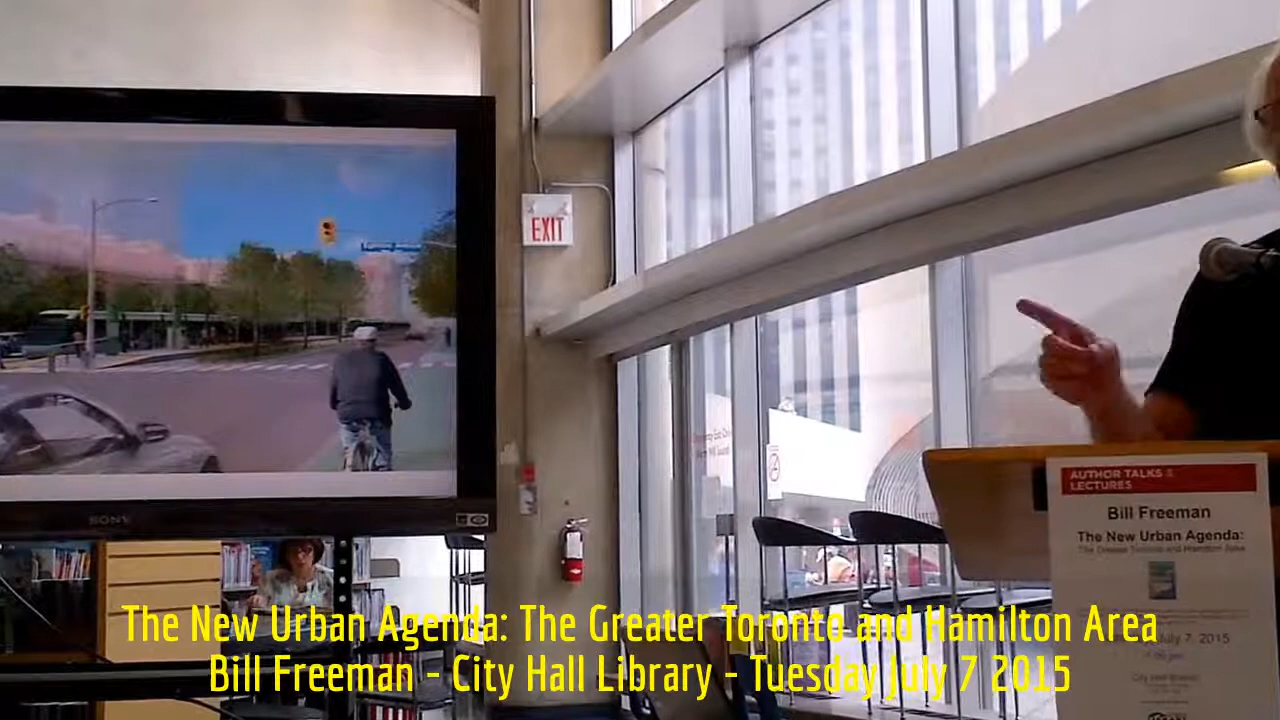 EXIT
SONY
AUTHOR TALKS &
LECTURES
Bill Freeman
The New Urban Agenda:
The Greater Toronto and Hamilton Area
July 7, 2015
The New Urban Agenda: The Greater Toronto and Hamilton Area
Bill Freeman - City Hall Library - Tuesday July 7 2015